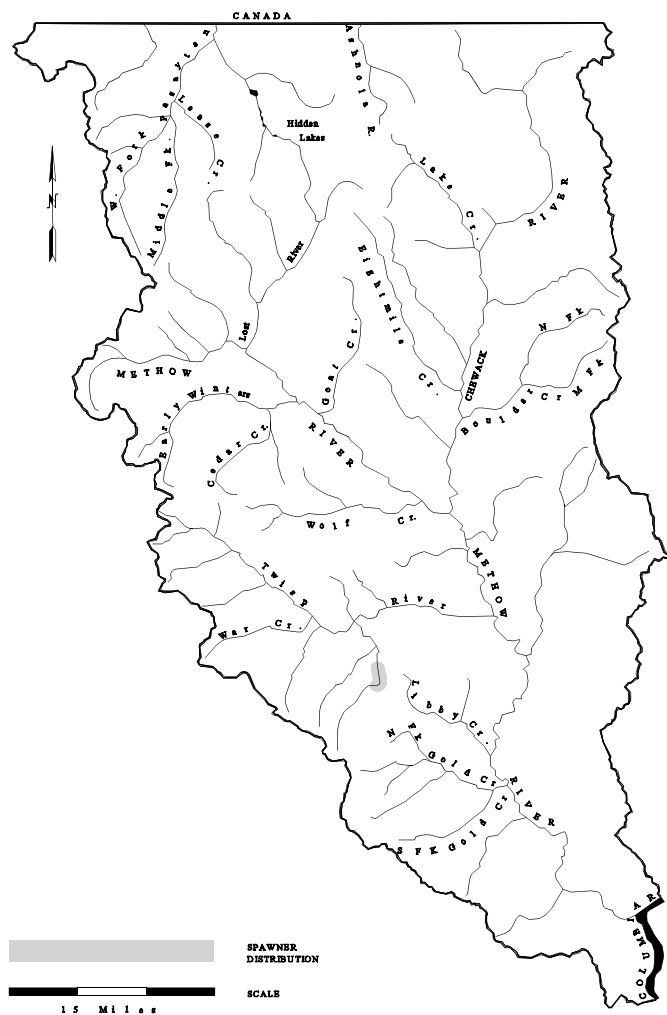 CANADA
Pasayten
Ashnola R.
Lease Cr.
Hidden
Lakes
W. Fork
Middle Fk.
Lake Cr.
RIVER
River
Eightmile Cr.
Lost
N Fk
Goat Cr.
METHOW
CHEWACK
Early Winters
Boulder Cr M Fk
RIVER
Cedar Cr.
Wolf Cr.
METHOW
Twisp River
War Cr.
Libby Cr.
N Fk Gold Cr
RIVER
S FK Gold Cr
COLUMBIA R
SPAWNER
DISTRIBUTION
SCALE
15 Miles
N